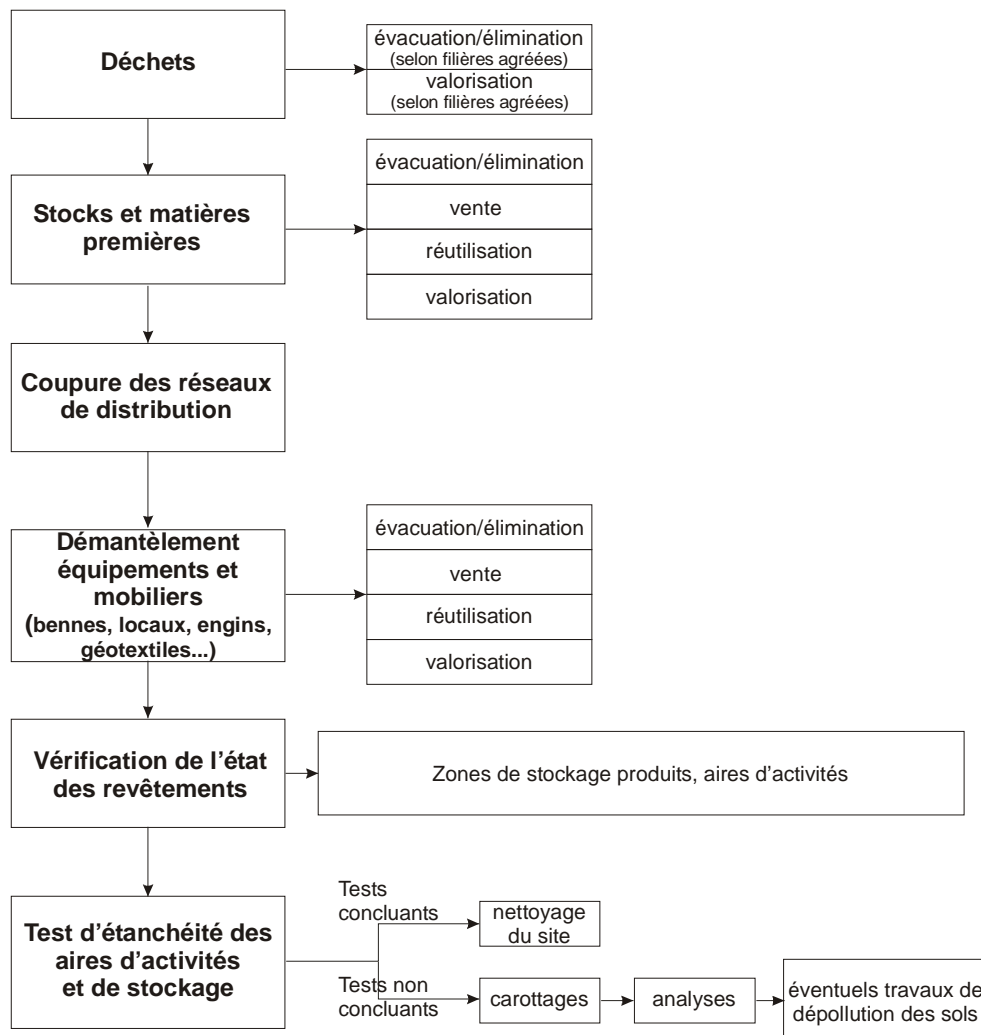 Déchets
évacuation/élimination
(selon filières agréées)
valorisation
(selon filières agréées)
Stocks et matières
premières
évacuation/élimination
vente
réutilisation
valorisation
Coupure des réseaux
de distribution
Démantèlement
équipements et
mobiliers
(bennes, locaux, engins,
géotextiles...)
évacuation/élimination
vente
réutilisation
valorisation
Vérification de l'état
des revêtements
Zones de stockage produits, aires d'activités
Test d'étanchéité des
aires d'activités
et de stockage
Tests
concluants
nettoyage
du site
Tests non
concluants
carottages
analyses
éventuels travaux de
dépollution des sols